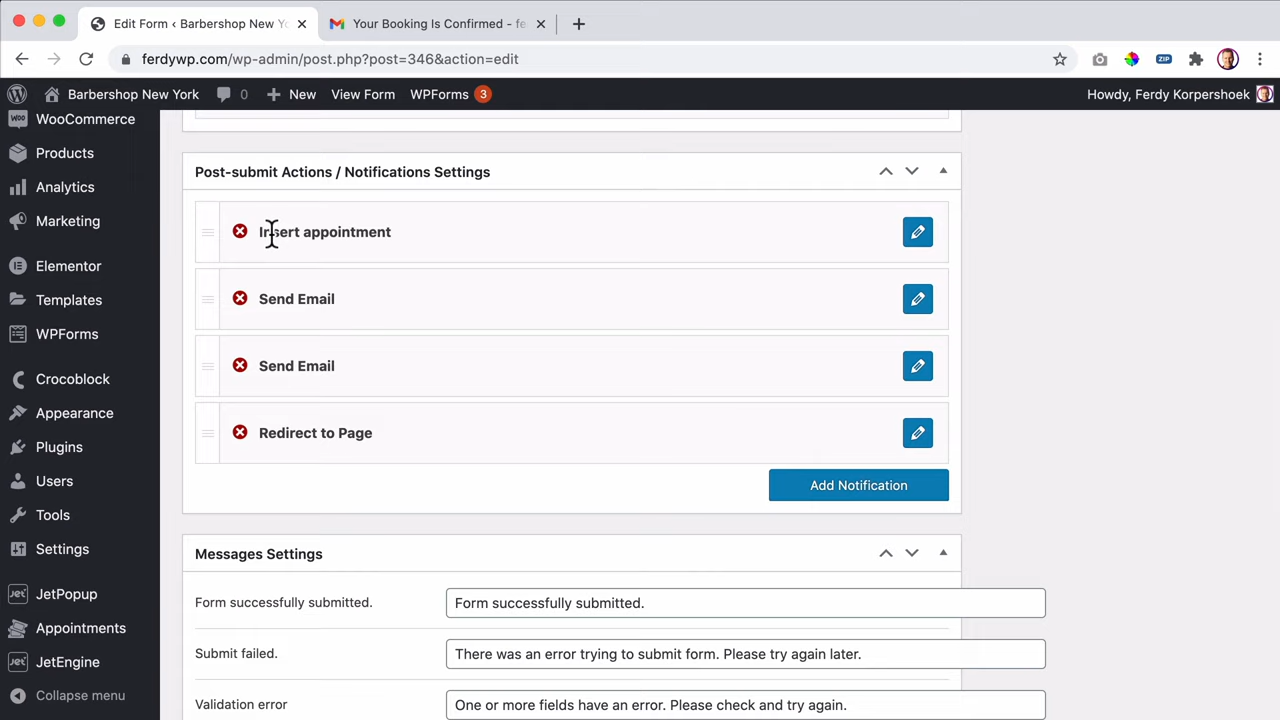 Edit Form ‹ Barbershop New Yo
Your Booking Is Confirmed - fe
ferdywp.com/wp-admin/post.php?post=346&action=edit
ZIP
Barbershop New York
0
New
View Form
WPForms
3
Howdy, Ferdy Korpershoek
WOO
WooCommerce
Products
Analytics
Marketing
Elementor
Templates
WPForms
Crocoblock
Appearance
Plugins
Users
Tools
Settings
Jet
JetPopup
Appointments
Jet
JetEngine
Collapse menu
Post-submit Actions / Notifications Settings
Insert appointment
Send Email
Send Email
Redirect to Page
Add Notification
Messages Settings
Form successfully submitted.
Form successfully submitted.
Submit failed.
There was an error trying to submit form. Please try again later.
Validation error
One or more fields have an error. Please check and try again.